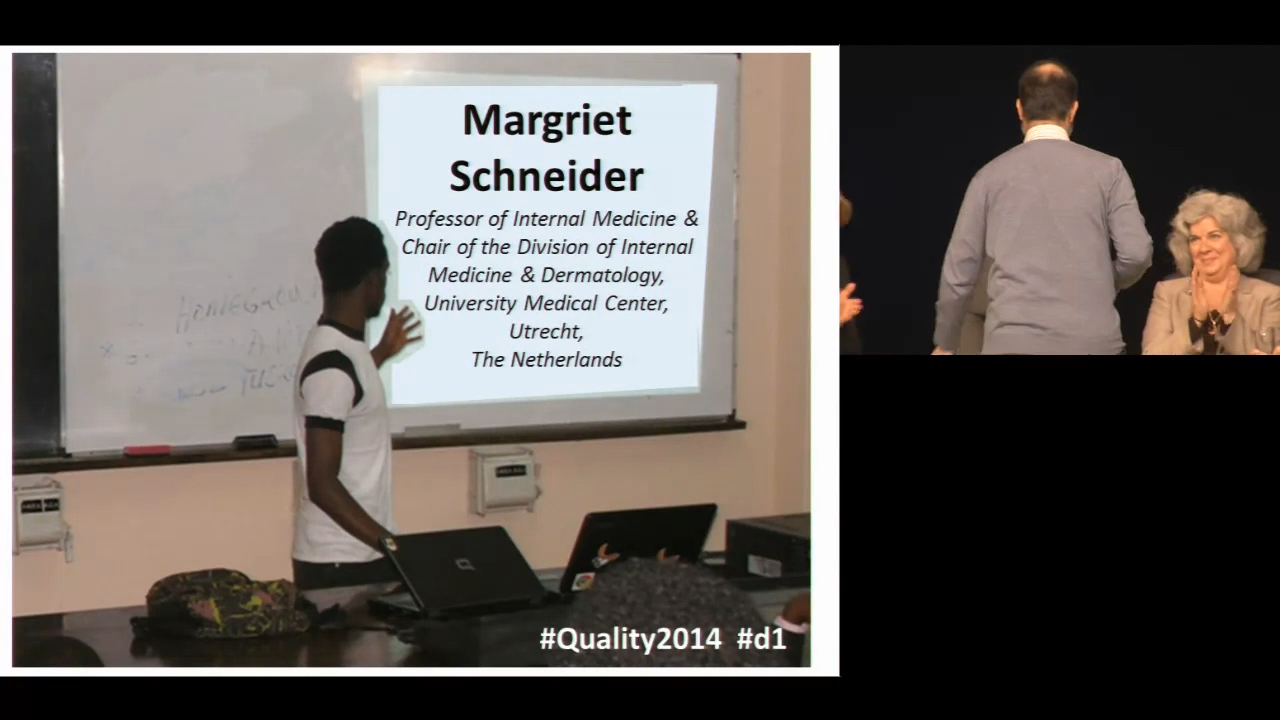 Margriet
Schneider
Professor of Internal Medicine &
Chair of the Division of Internal
Medicine & Dermatology,
University Medical Center,
Utrecht,
The Netherlands
#Quality2014 #d1